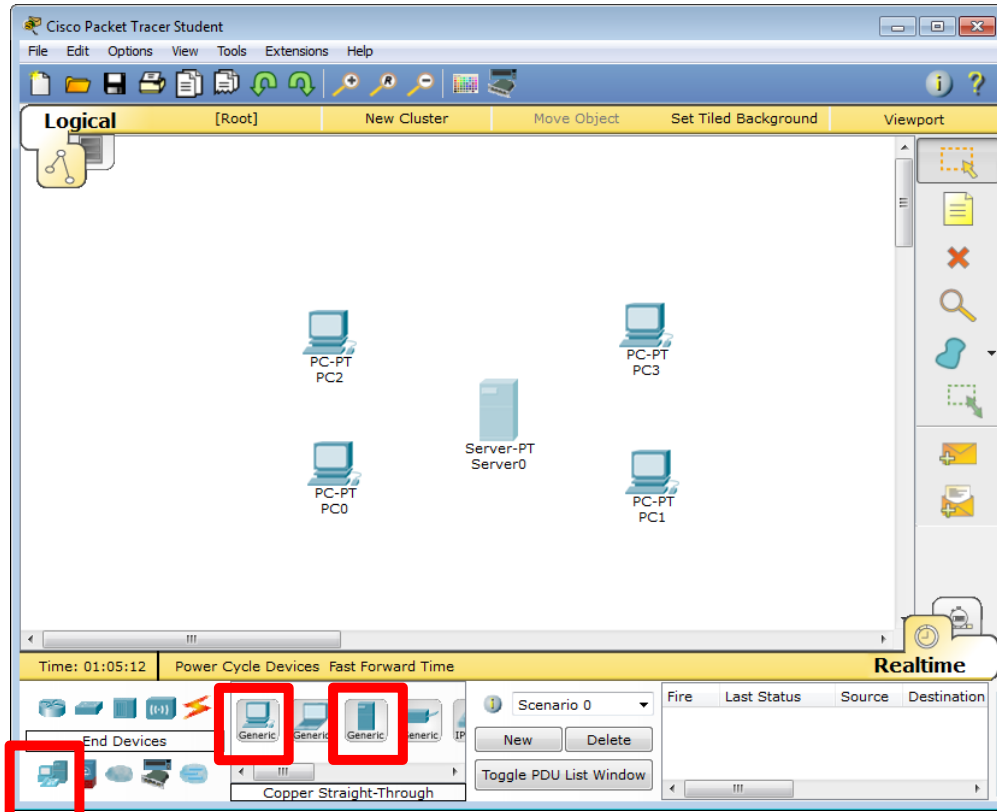 Cisco Packet Tracer Student
File Edit Options View Tools Extensions Help
Logical [Root] New Cluster Move Object Set Tiled Background Viewport
PC-PT
PC2
PC-PT
PC3
Server-PT
Server0
PC-PT
PC0
PC-PT
PC1
Time: 01:05:12 Power Cycle Devices Fast Forward Time Realtime
End Devices
Generic Generic Generic Generic IP
Copper Straight-Through
Scenario 0
New Delete
Toggle PDU List Window
Fire Last Status Source Destination